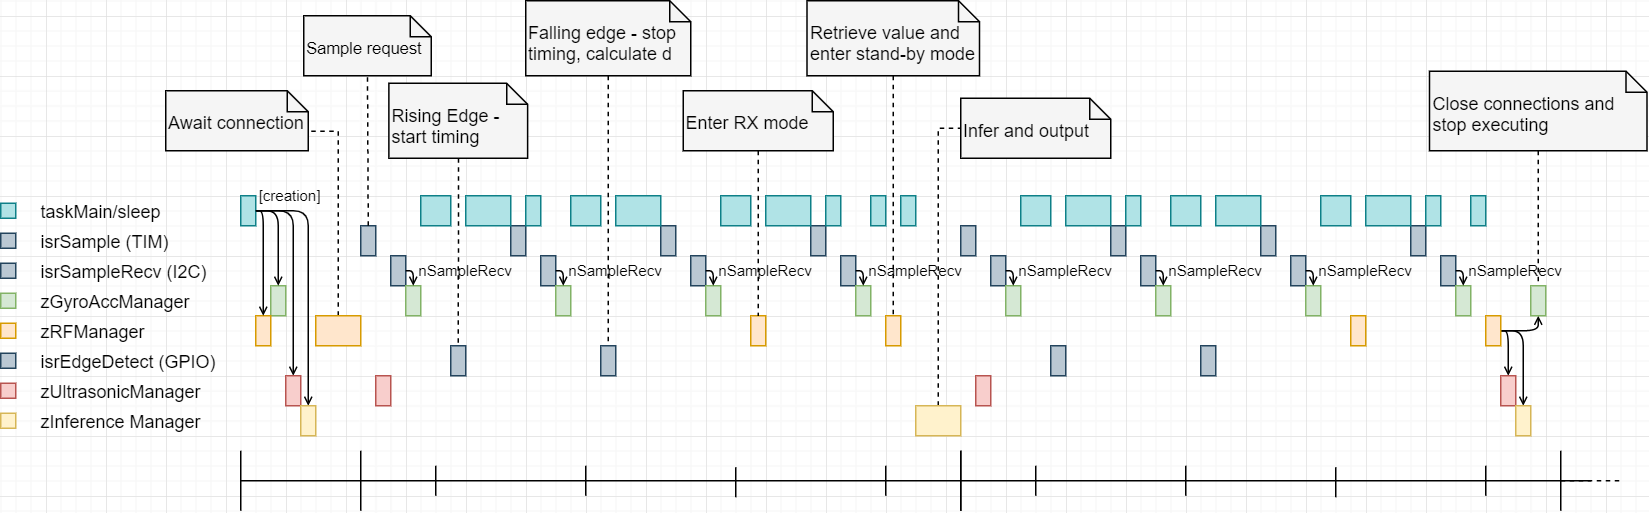 Sample request
Falling edge - stop
timing, calculate d
Retrieve value and
enter stand-by mode
Await connection
Rising Edge -
start timing
Enter RX mode
Infer and output
Close connections and
stop executing
[creation]
taskMain/sleep
isrSample (TIM)
isrSampleRecv (I2C)
nSampleRecv
nSampleRecv
nSampleRecv
nSampleRecv
nSampleRecv
nSampleRecv
nSampleRecv
nSampleRecv
zGyroAccManager
zRFManager
isrEdgeDetect (GPIO)
zUltrasonicManager
zInference Manager